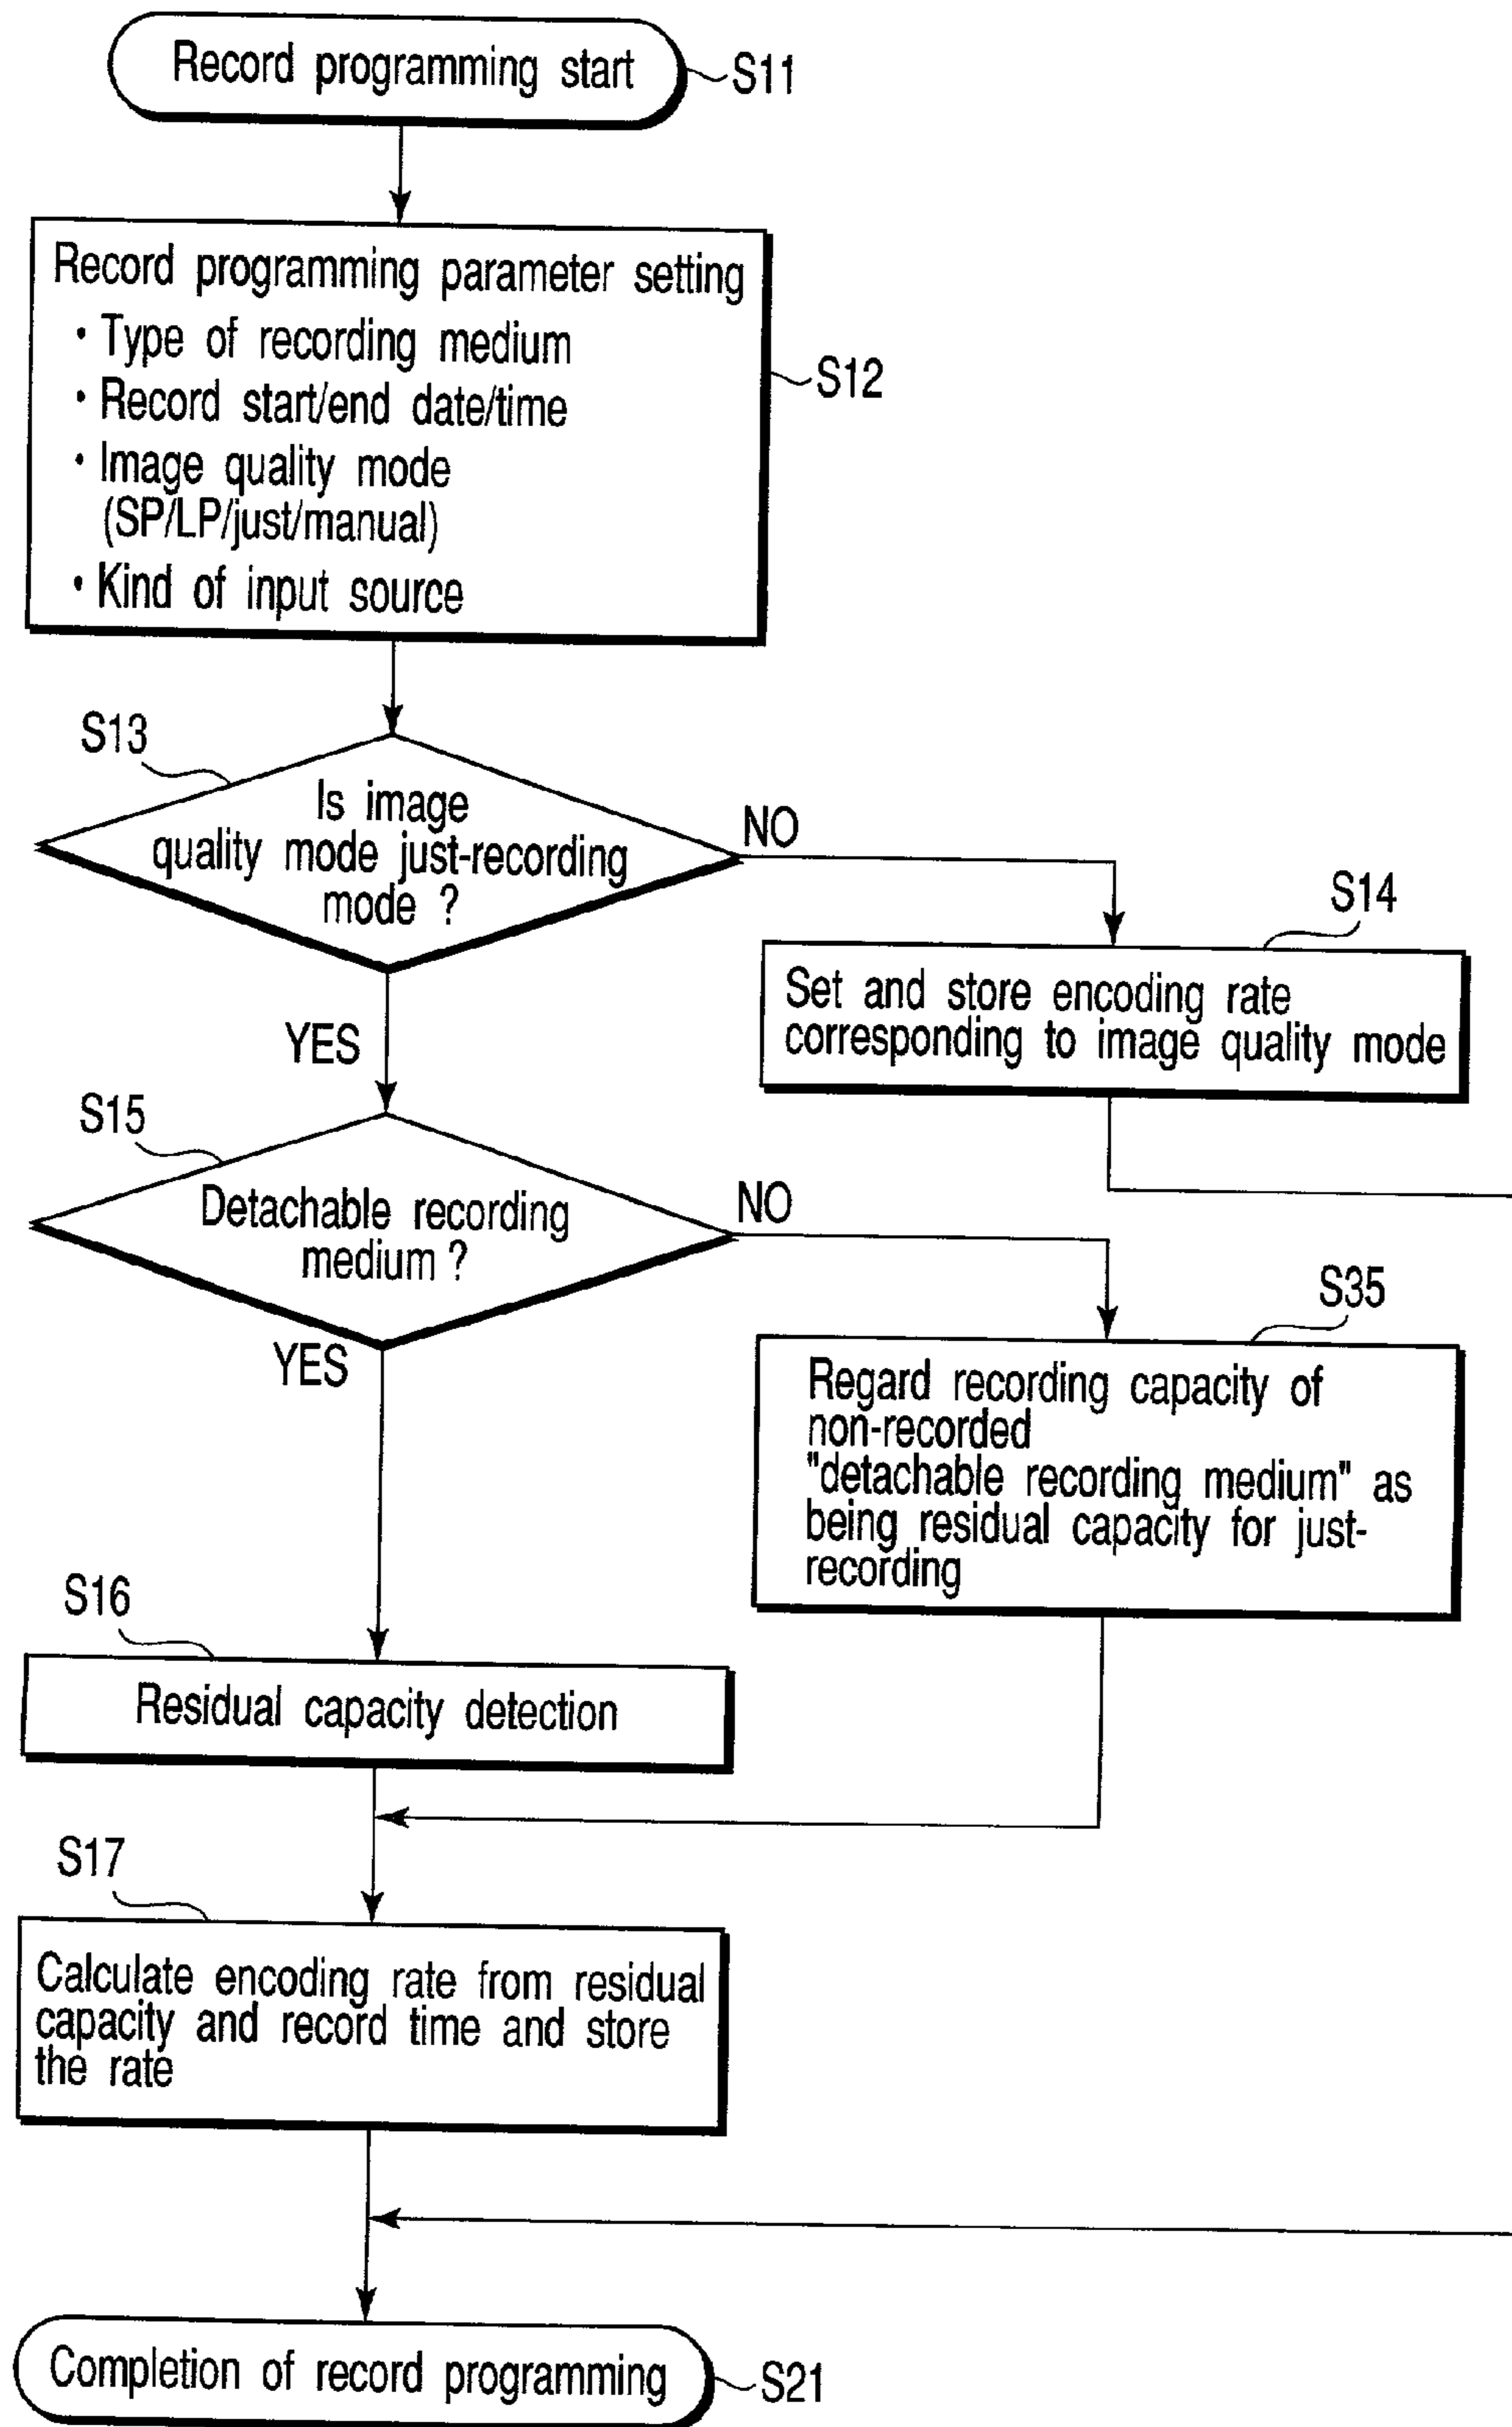 Record programming start
S11
Record programming parameter setting
· Type of recording medium
· Record start/end date/time
· Image quality mode
(SP/LP/just/manual)
· Kind of input source
S12
S13
Is image
quality mode just-recording
mode ?
NO
S14
Set and store encoding rate
corresponding to image quality mode
YES
S15
Detachable recording
medium ?
NO
S35
Regard recording capacity of
non-recorded
"detachable recording medium" as
being residual capacity for just-
recording
YES
S16
Residual capacity detection
S17
Calculate encoding rate from residual
capacity and record time and store
the rate
Completion of record programming
S21